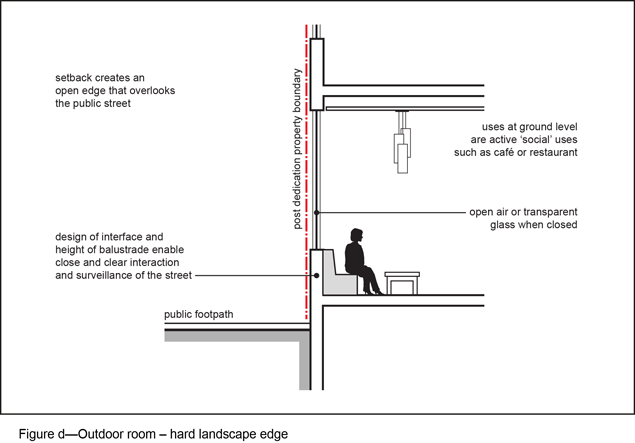 setback creates an
open edge that overlooks
the public street
post dedication property boundary
uses at ground level
are active ‘social’ uses
such as café or restaurant
open air or transparent
glass when closed
design of interface and
height of balustrade enable
close and clear interaction
and surveillance of the street
public footpath
Figure d—Outdoor room – hard landscape edge